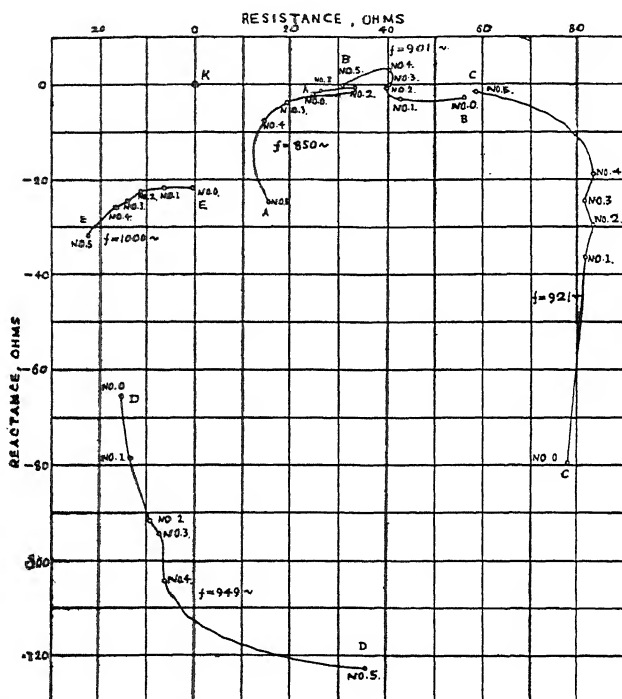 RESISTANCE, OHMS
20 0 20 40 60 80
f=901~
B
NO.5.
NO.4.
NO.3
NO.2.
NO.1.
NO.0.
B
C
NO.5.
NO.4
NO.3
NO.2.
NO.1.
f=921~
NO 0
C
K
0
A
NO.2
NO.0.
NO.2.
NO.3.
NO.4
f=850~
A
NO.5
-20
NO.0.
NO.1
NO.2.
NO.3.
NO.4.
E
E
NO.5
f=1000~
-40
-60
REACTANCE, OHMS
NO.0
D
NO.1
-80
NO.2
NO.3.
-100
NO.4.
f=949~
D
-120
NO.5.